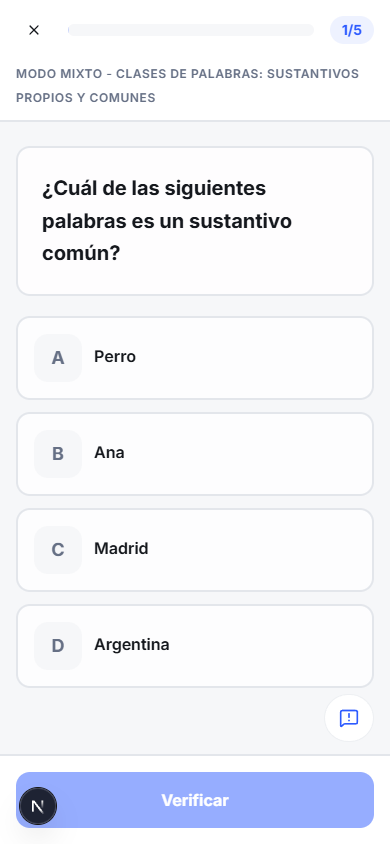 1/5
MODO MIXTO - CLASES DE PALABRAS: SUSTANTIVOS
PROPIOS Y COMUNES
¿Cuál de las siguientes
palabras es un sustantivo
común?
A Perro
B Ana
C Madrid
D Argentina
Verificar
N